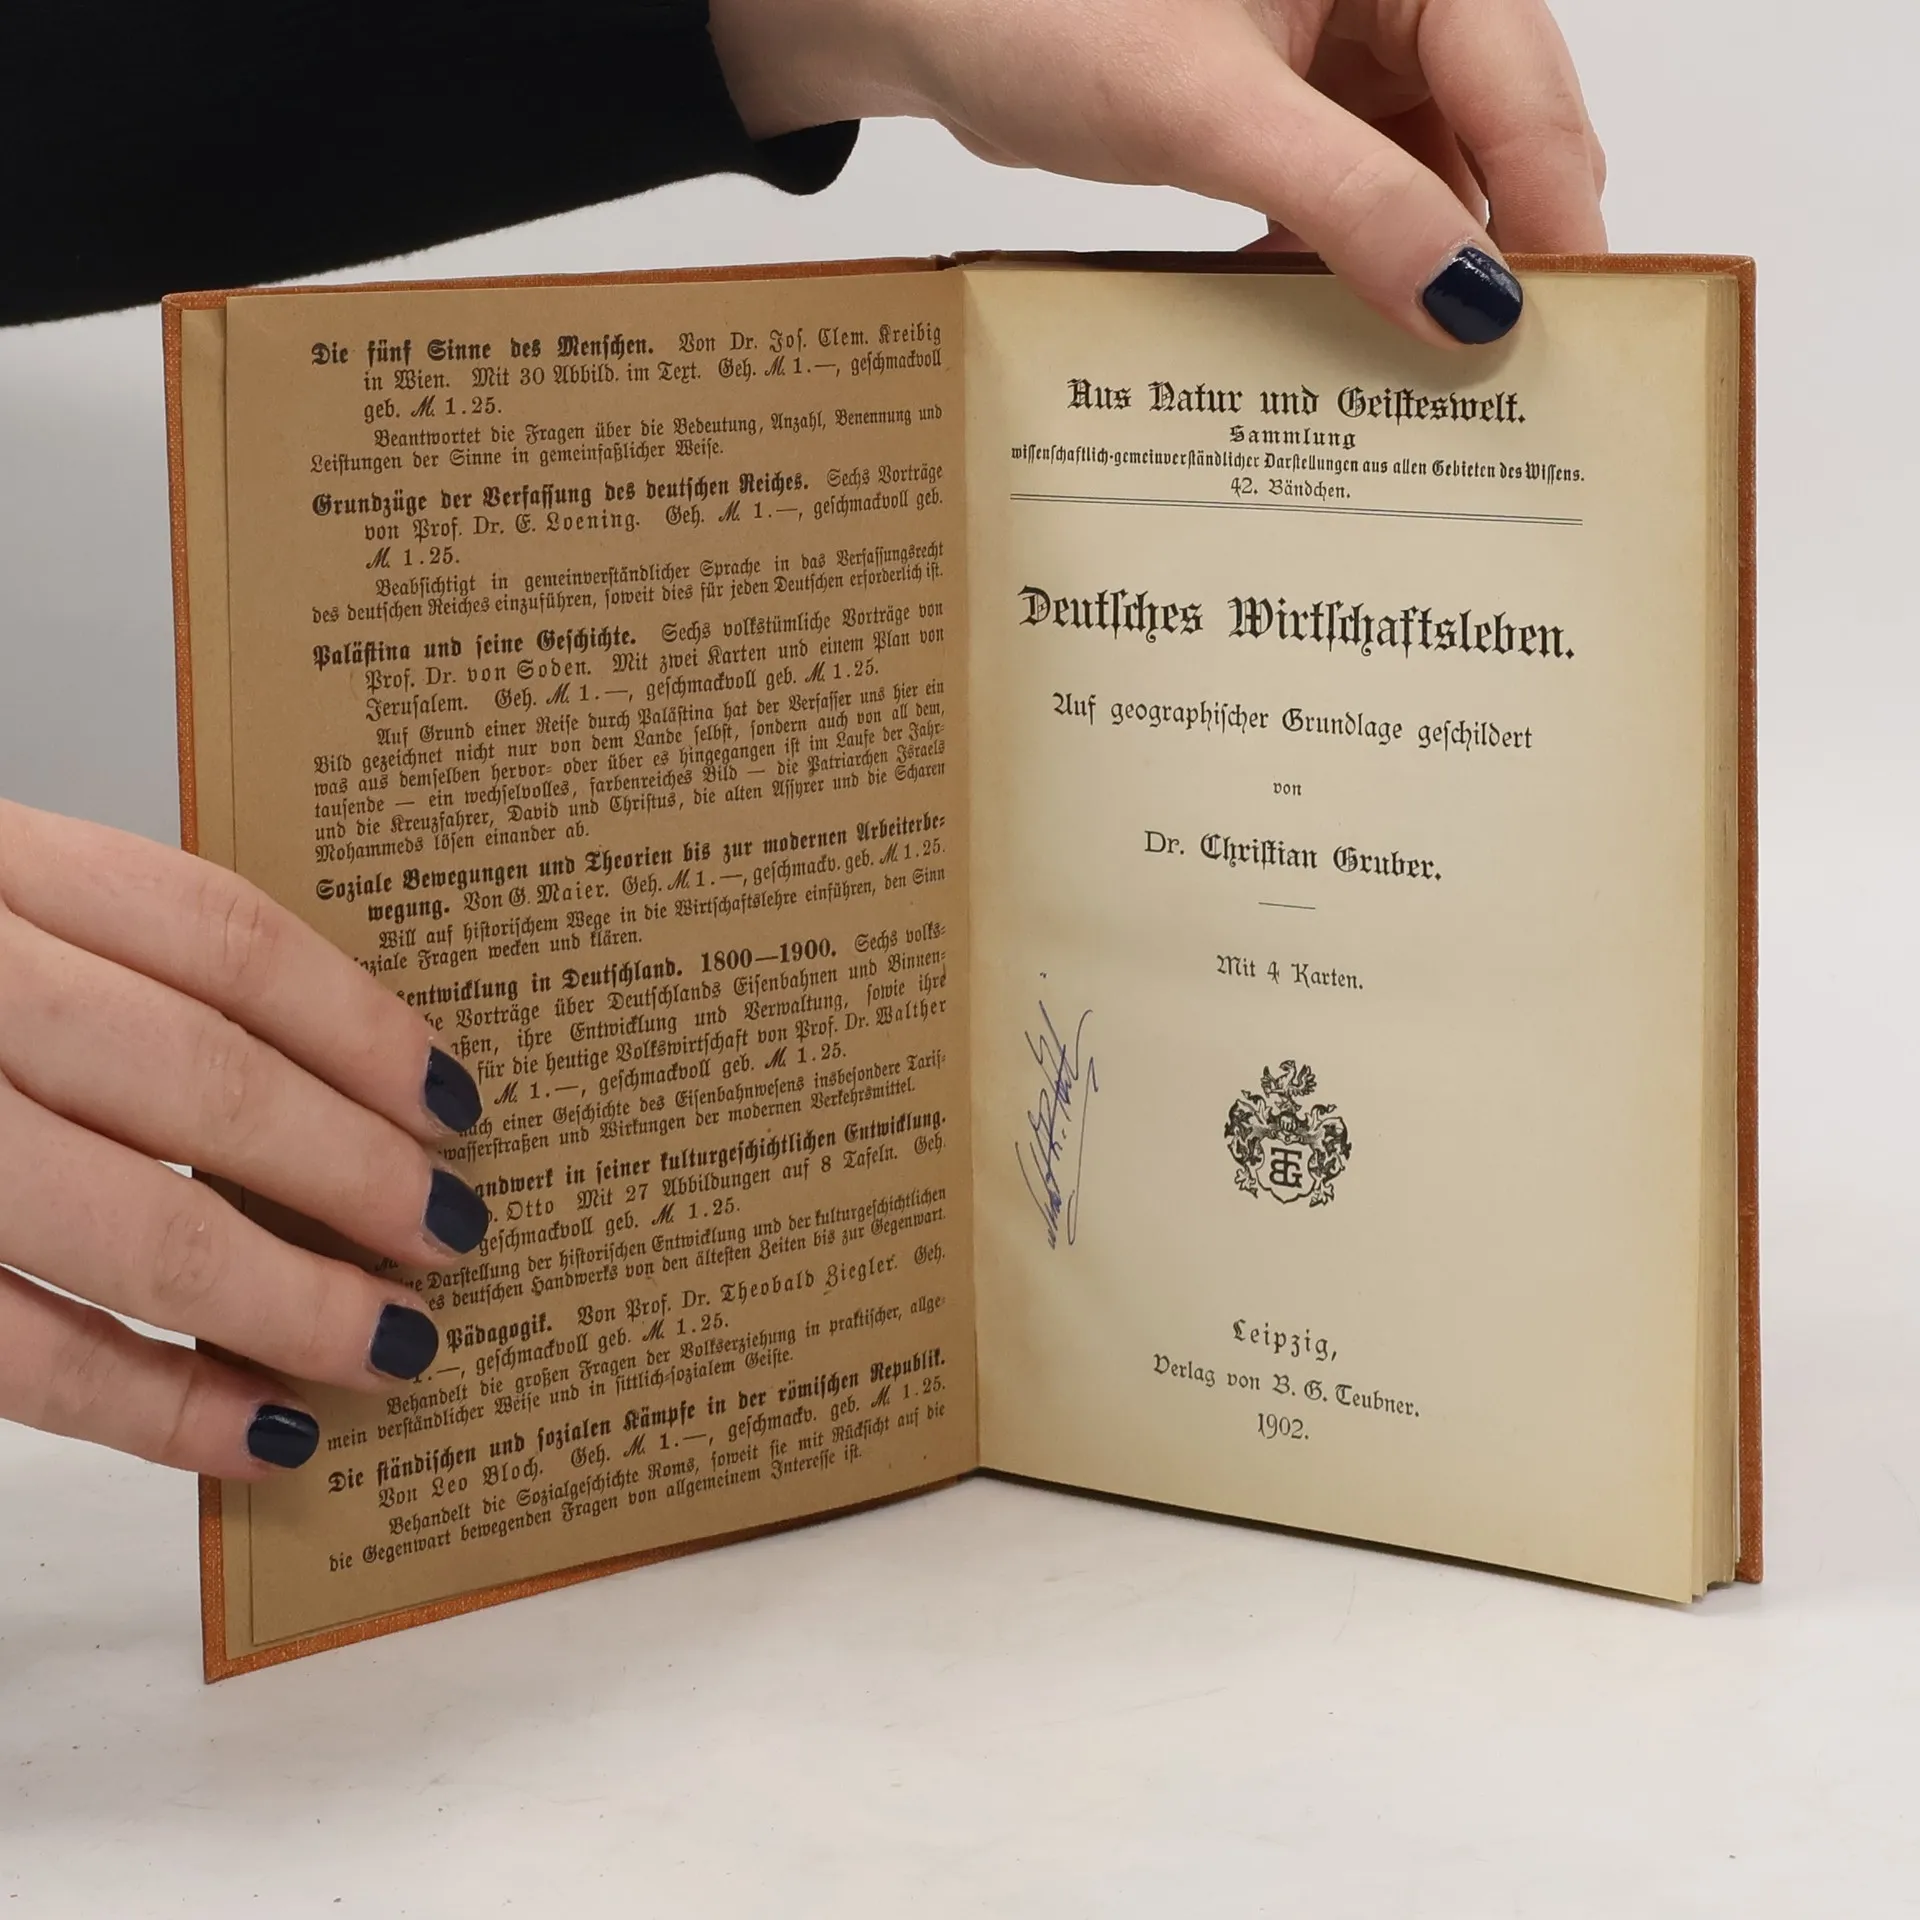 Die fünf Sinne des Menschen. Von Dr. Jos. Clem. Kreibig
in Wien. Mit 30 Abbild. im Text. Geh. M. 1.—, geschmackvoll
geb. M. 1.25.
Beantwortet die Fragen über die Bedeutung, Anzahl, Benennung und
Leistungen der Sinne in gemeinfaßlicher Weise.
Grundzüge der Verfassung des deutschen Reiches. Sechs Vorträge
von Prof. Dr. E. Loening. Geh. M. 1.—, geschmackvoll geb.
M. 1.25.
Beabsichtigt in gemeinverständlicher Sprache in das Verfassungsrecht
des deutschen Reiches einzuführen, soweit dies für jeden Deutschen erforderlich ist.
Palästina und seine Geschichte. Sechs volkstümliche Vorträge von
Prof. Dr. von Soden. Mit zwei Karten und einem Plan von
Jerusalem. Geh. M. 1.—, geschmackvoll geb. M. 1.25.
Auf Grund einer Reise durch Palästina hat der Verfasser uns hier ein
Bild gezeichnet nicht nur von dem Lande selbst, sondern auch von all dem,
was aus demselben hervor- oder über es hingegangen ist im Laufe der Jahr-
tausende — ein wechselvolles, farbenreiches Bild — die Patriarchen Israels
und die Kreuzfahrer, David und Christus, die alten Assyrer und die Scharen
Mohammeds lösen einander ab.
Soziale Bewegungen und Theorien bis zur modernen Arbeiterbe-
wegung. Von G. Maier. Geh. M. 1.—, geschmackv. geb. M. 1.25.
Will auf historischem Wege in die Wirtschaftslehre einführen, den Sinn
soziale Fragen wecken und klären.
entwicklung in Deutschland. 1800—1900. Sechs volks-
Vorträge über Deutschlands Eisenbahnen und Binnen-
ihre Entwicklung und Verwaltung, sowie ihre
für die heutige Volkswirtschaft von Prof. Dr. Walther
M. 1.—, geschmackvoll geb. M. 1.25.
nach einer Geschichte des Eisenbahnwesens insbesondere Tarif-
wasserstraßen und Wirkungen der modernen Verkehrsmittel.
andwerk in seiner kulturgeschichtlichen Entwicklung.
Otto Mit 27 Abbildungen auf 8 Tafeln. Geh.
geschmackvoll geb. M. 1.25.
Darstellung der historischen Entwicklung und der kulturgeschichtlichen
es deutschen Handwerks von den ältesten Zeiten bis zur Gegenwart.
Pädagogik. Von Prof. Dr. Theobald Ziegler. Geh.
1.—, geschmackvoll geb. M. 1.25.
Behandelt die großen Fragen der Volkserziehung in praktischer, allge-
mein verständlicher Weise und in sittlich-sozialem Geiste.
Die ständischen und sozialen Kämpfe in der römischen Republik.
Von Leo Bloch. Geh. M. 1.—, geschmackv. geb. M. 1.25.
Behandelt die Sozialgeschichte Roms, soweit sie mit Rücksicht auf die
die Gegenwart bewegenden Fragen von allgemeinem Interesse ist.
Aus Natur und Geisteswelt.
Sammlung
wissenschaftlich-gemeinverständlicher Darstellungen aus allen Gebieten des Wissens.
42. Bändchen.
Deutsches Wirtschaftsleben.
Auf geographischer Grundlage geschildert
von
Dr. Christian Gruber.
Mit 4 Karten.
Leipzig,
Verlag von B. G. Teubner.
1902.